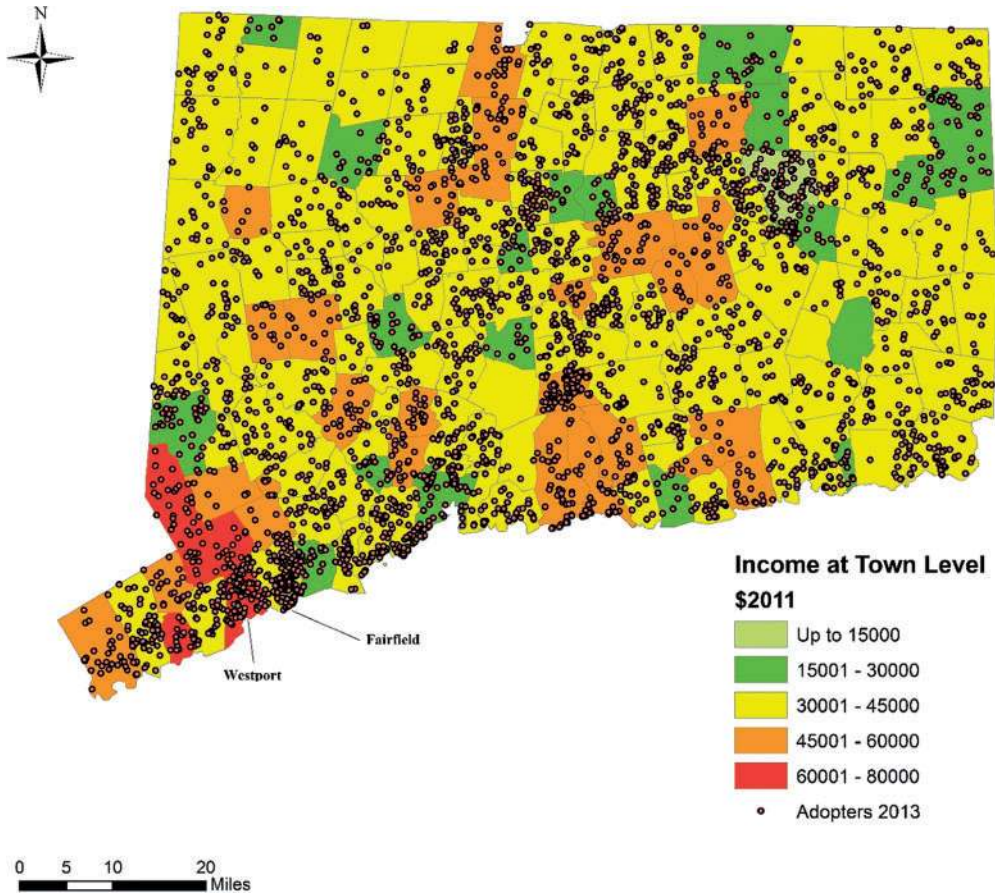 N
Fairfield
Westport
Income at Town Level
$2011
Up to 15000
15001 - 30000
30001 - 45000
45001 - 60000
60001 - 80000
Adopters 2013
0 5 10 20
Miles